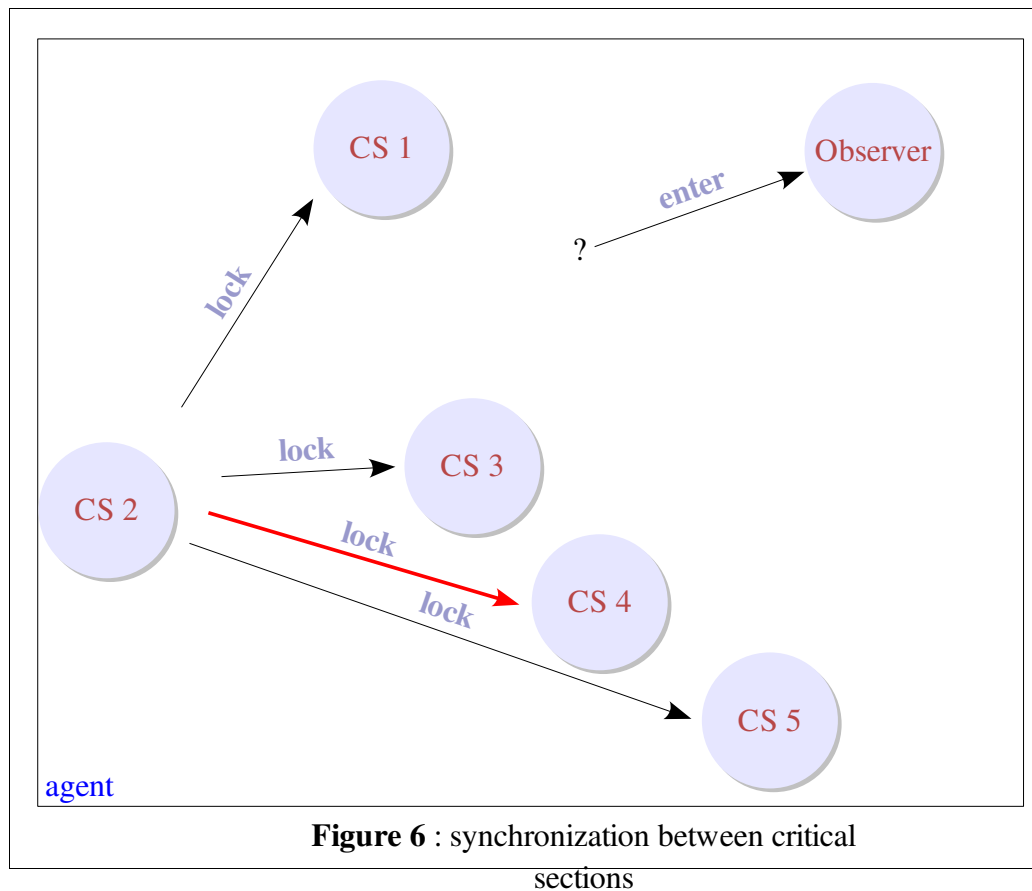 CS 1
Observer
enter
?
lock
lock
CS 3
CS 2
lock
CS 4
lock
CS 5
agent
Figure 6 : synchronization between critical
sections